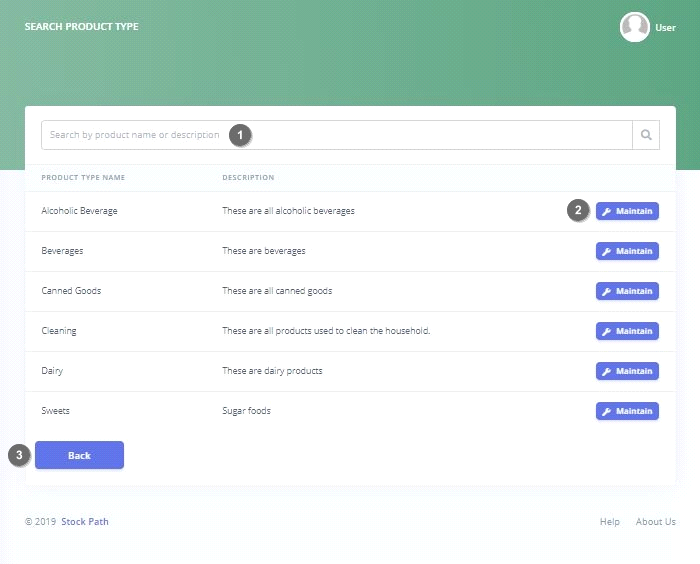 SEARCH PRODUCT TYPE
User
Search by product name or description 1
PRODUCT TYPE NAME DESCRIPTION
Alcoholic Beverage These are all alcoholic beverages 2 Maintain
Beverages These are beverages Maintain
Canned Goods These are all canned goods Maintain
Cleaning These are all products used to clean the household. Maintain
Dairy These are dairy products Maintain
Sweets Sugar foods Maintain
3 Back
© 2019 Stock Path Help About Us